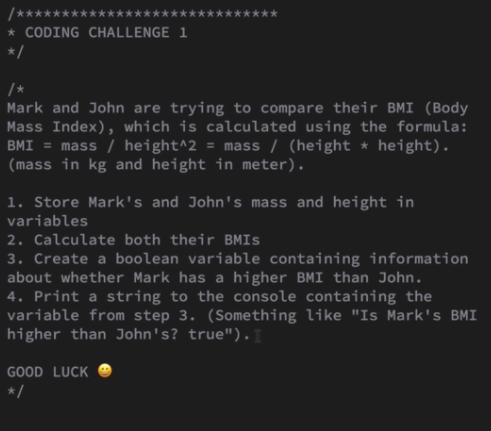 /*****************************
* CODING CHALLENGE 1
*/
/*
Mark and John are trying to compare their BMI (Body
Mass Index), which is calculated using the formula:
BMI = mass / height^2 = mass / (height * height).
(mass in kg and height in meter).
1. Store Mark's and John's mass and height in
variables
2. Calculate both their BMIs
3. Create a boolean variable containing information
about whether Mark has a higher BMI than John.
4. Print a string to the console containing the
variable from step 3. (Something like "Is Mark's BMI
higher than John's? true").
GOOD LUCK 😀
*/